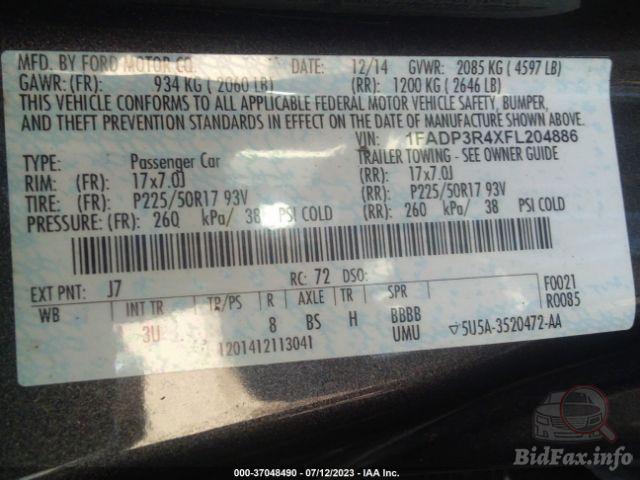 MFD. BY FORD MOTOR CO. DATE: 12/14 GVWR: 2085 KG ( 4597 LB)
GAWR: (FR): 934 KG ( 2060 LB) (RR): 1200 KG ( 2646 LB)
THIS VEHICLE CONFORMS TO ALL APPLICABLE FEDERAL MOTOR VEHICLE SAFETY, BUMPER,
AND THEFT PREVENTION STANDARDS IN EFFECT ON THE DATE OF MANUFACTURE SHOWN ABOVE.
VIN: 1FADP3R4XFL204886
TYPE: Passenger Car TRAILER TOWING - SEE OWNER GUIDE
RIM: (FR): 17x7.0J (RR): 17x7.0J
TIRE: (FR): P225/50R17 93V (RR): P225/50R17 93V
PRESSURE: (FR): 260 kPa/ 38 PSI COLD (RR): 260 kPa/ 38 PSI COLD
EXT PNT: J7 RC: 72 DSO: F0021
WB INT TR TP/PS R AXLE TR SPR R0085
3U 8 BS H BBBB
UMU 5U5A-3520472-AA
1201412113041
BidFax.info
000-37048490 - 07/12/2023 - IAA Inc.